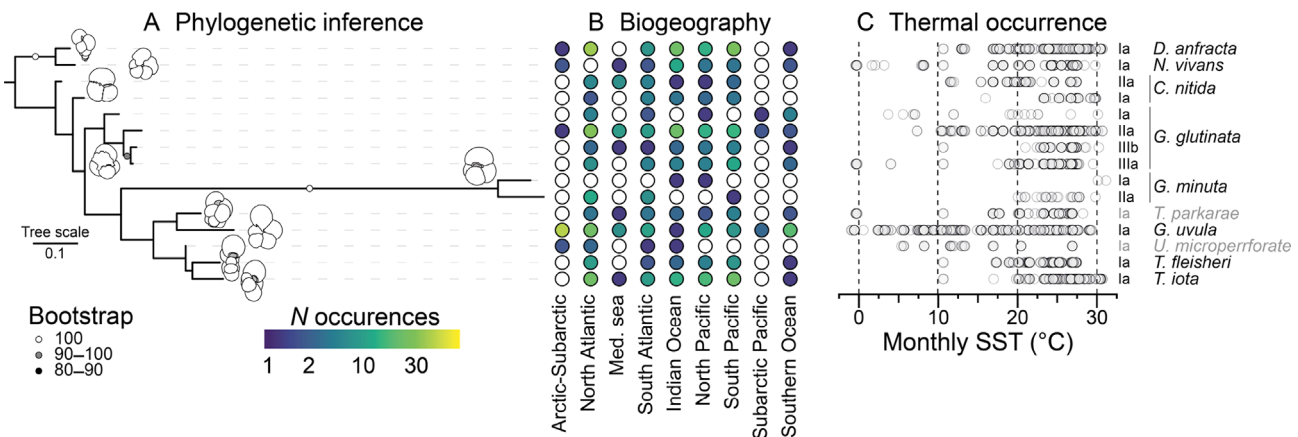 A Phylogenetic inference
B Biogeography
C Thermal occurrence
Ia D. anfracta
Ia N. vivans
IIa
C. nitida
Ia
Ia
IIa
G. glutinata
IIIb
IIIa
Ia
G. minuta
IIa
Ia T. parkarae
Ia G. uvula
Ia U. microperrforate
Ia T. fleisheri
Ia T. iota
Tree scale
0.1
Bootstrap
100
90–100
80–90
N occurences
1 2 10 30
Arctic-Subarctic
North Atlantic
Med. sea
South Atlantic
Indian Ocean
North Pacific
South Pacific
Subarctic Pacific
Southern Ocean
0 10 20 30
Monthly SST (°C)